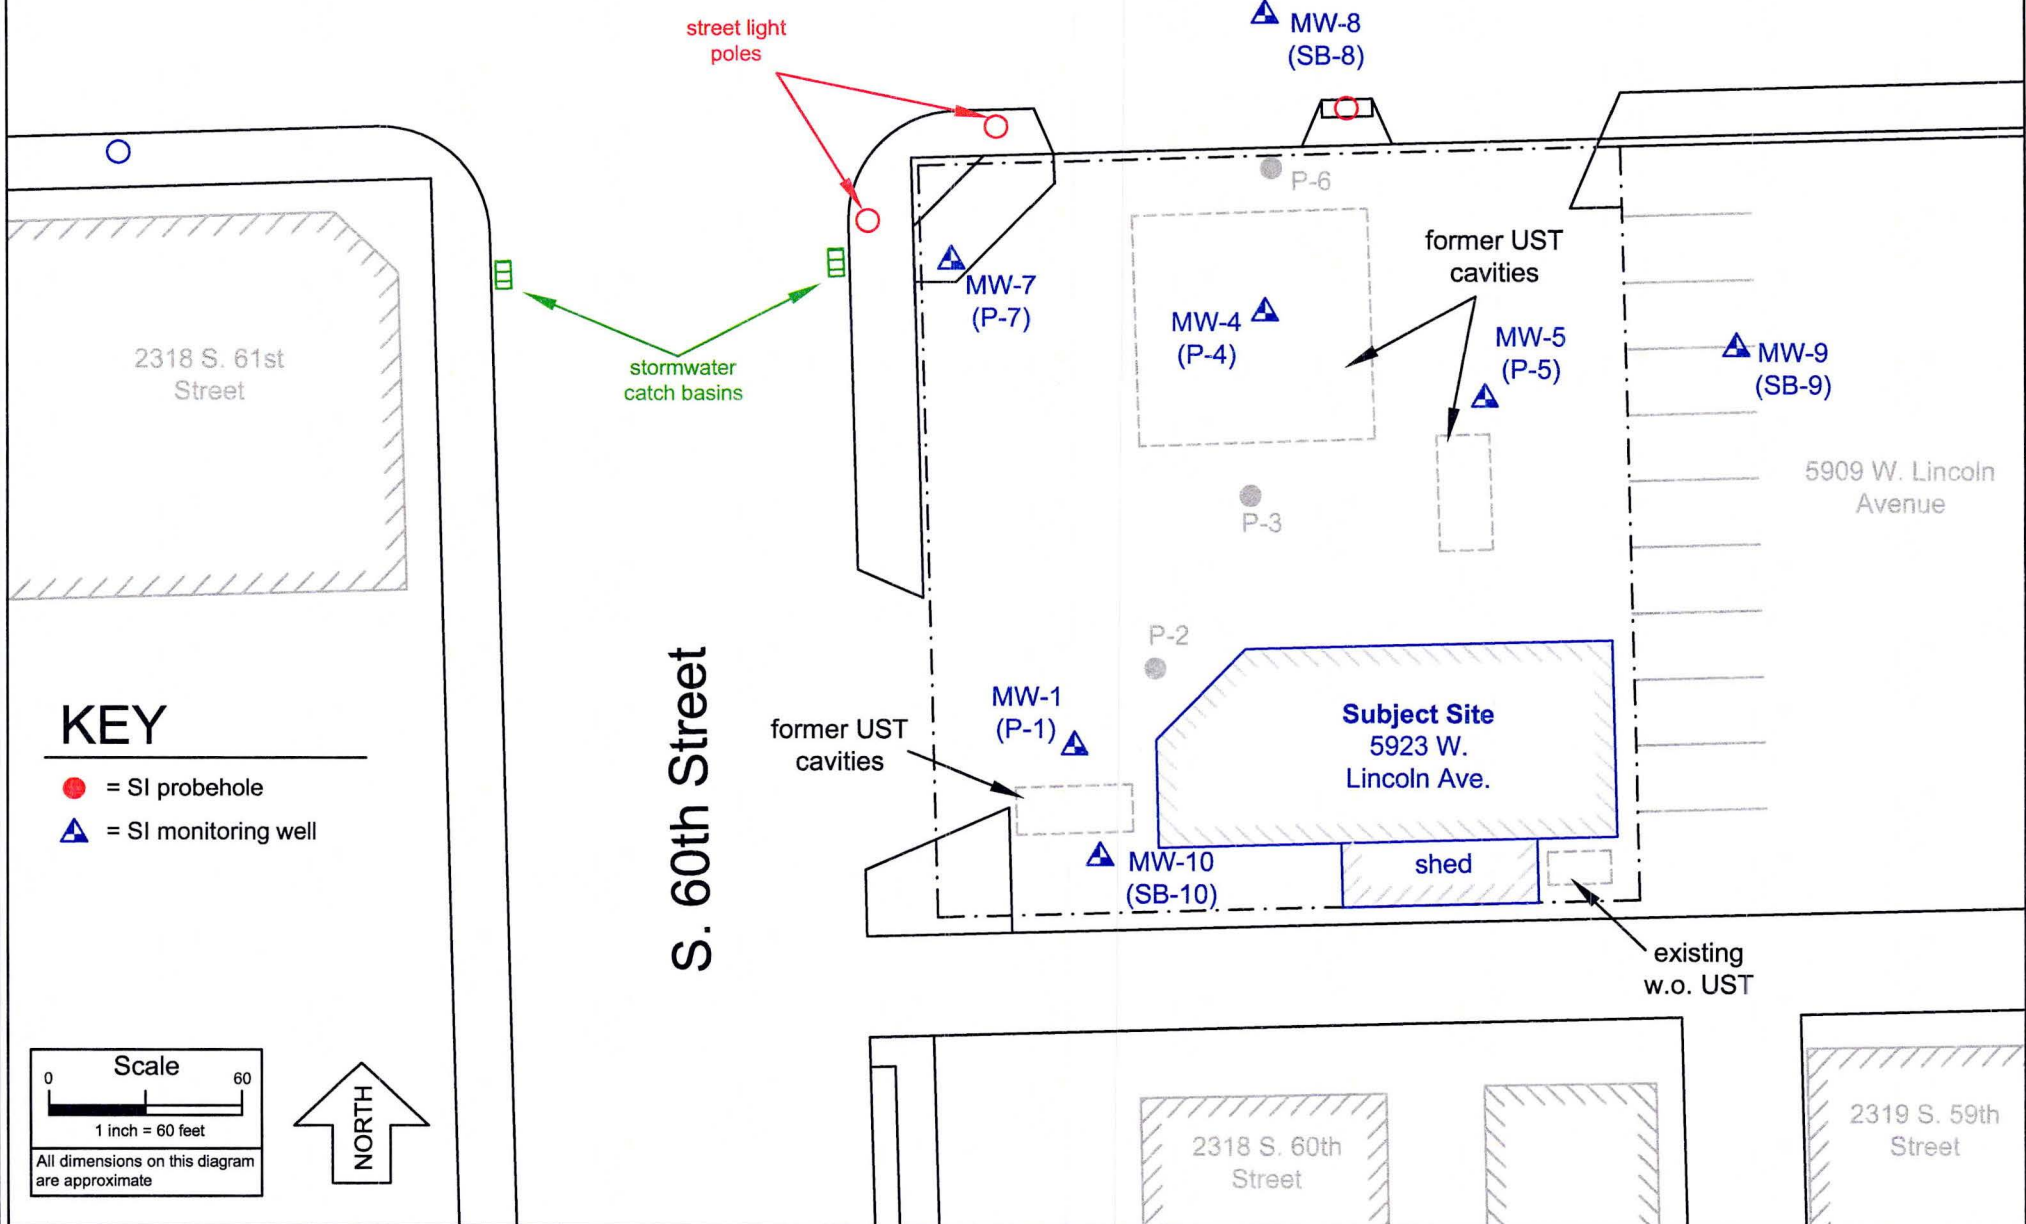 street light
poles
MW-8
(SB-8)
P-6
former UST
cavities
MW-7
(P-7)
MW-4
(P-4)
MW-5
(P-5)
MW-9
(SB-9)
2318 S. 61st
Street
stormwater
catch basins
5909 W. Lincoln
Avenue
P-3
P-2
S. 60th Street
MW-1
(P-1)
former UST
cavities
Subject Site
5923 W.
Lincoln Ave.
KEY
= SI probehole
= SI monitoring well
MW-10
(SB-10)
shed
existing
w.o. UST
Scale
0 60
1 inch = 60 feet
All dimensions on this diagram
are approximate
NORTH
2318 S. 60th
Street
2319 S. 59th
Street